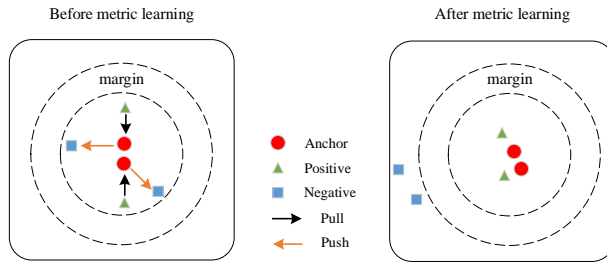 Before metric learning
After metric learning
margin
margin
Anchor
Positive
Negative
Pull
Push